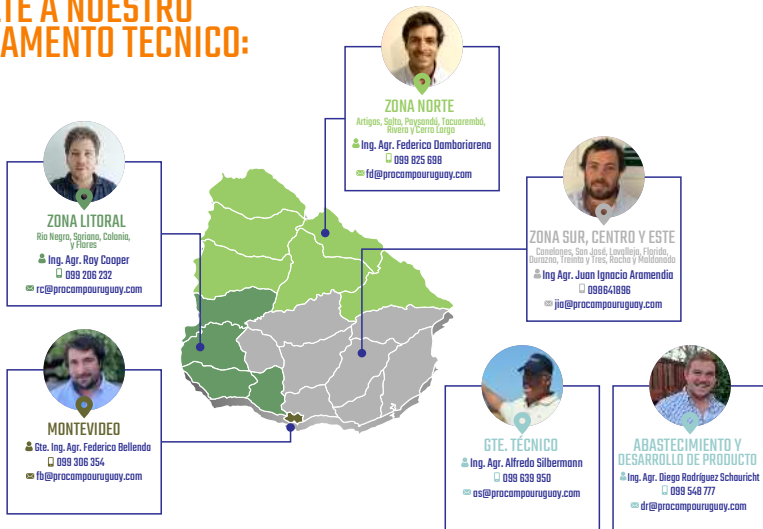 TE A NUESTRO
AMENTO TECNICO:
ZONA NORTE
Artigas, Salto, Paysandú, Tacuarembó,
Rivera y Cerro Largo
Ing. Agr. Federico Damboriarena
099 825 698
fd@procampouruguay.com
ZONA LITORAL
Río Negro, Soriano, Colonia,
y Flores
Ing. Agr. Roy Cooper
099 206 232
rc@procampouruguay.com
ZONA SUR, CENTRO Y ESTE
Canelones, San José, Lavalleja, Florida,
Durazno, Treinta y Tres, Rocha y Maldonado
Ing Agr. Juan Ignacio Aramendia
098641896
jia@procampouruguay.com
MONTEVIDEO
Gte. Ing. Agr. Federico Bellenda
099 306 354
fb@procampouruguay.com
GTE. TÉCNICO
Ing. Agr. Alfredo Silbermann
099 639 950
as@procampouruguay.com
ABASTECIMIENTO Y
DESARROLLO DE PRODUCTO
Ing. Agr. Diego Rodríguez Schauricht
099 548 777
dr@procampouruguay.com